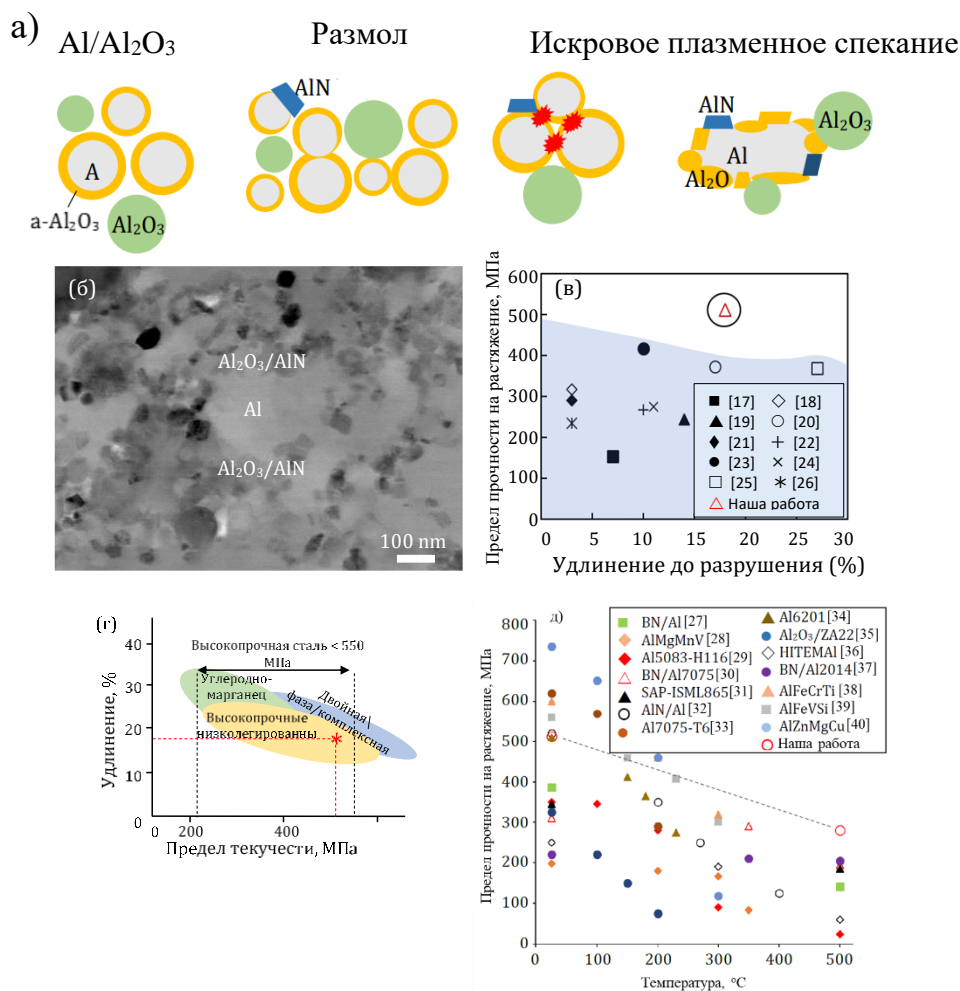 а)
Al/Al₂O₃
Размол
Искровое плазменное спекание
A
a-Al₂O₃
Al₂O₃
AlN
AlN
Al₂O₃
Al
Al₂O
(б)
Al₂O₃/AlN
Al
Al₂O₃/AlN
100 nm
(в)
Предел прочности на растяжение, МПа
600
500
400
300
200
100
0
[17] [18]
[19] [20]
[21] [22]
[23] [24]
[25] [26]
Наша работа
0 5 10 15 20 25 30
Удлинение до разрушения (%)
(г)
Удлинение, %
40
30
20
10
0
Высокопрочная сталь < 550
МПа
Углеродно-
марганец
Двойная|
фаза/комплексная
Высокопрочные
низколегированны
0 200 400
Предел текучести, МПа
д)
Предел прочности на растяжение, МПа
800
700
600
500
400
300
200
100
0
BN/Al[27]
AlMgMnV[28]
Al5083-H116[29]
BN/Al7075[30]
SAP-ISML865[31]
AlN/Al[32]
Al7075-T6[33]
Al6201[34]
Al₂O₃/ZA22[35]
HITEMAl[36]
BN/Al2014[37]
AlFeCrTi [38]
AlFeVSi [39]
AlZnMgCu[40]
Наша работа
0 100 200 300 400 500
Температура, °C